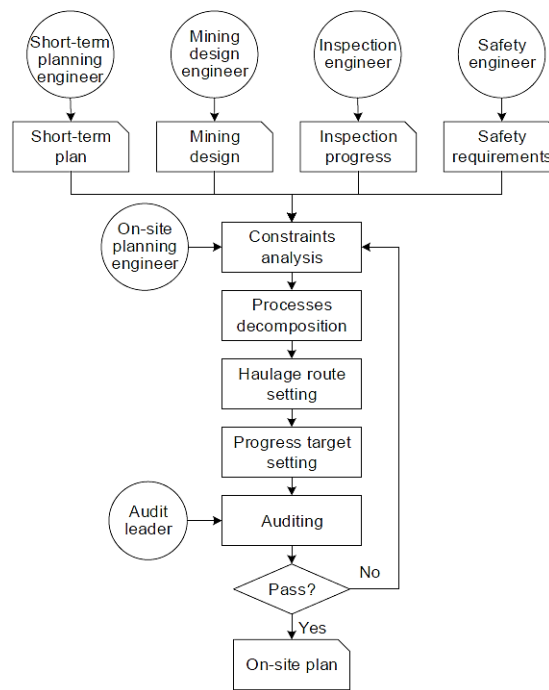 Short-term
planning
engineer
Mining
design
engineer
Inspection
engineer
Safety
engineer
Short-term
plan
Mining
design
Inspection
progress
Safety
requirements
On-site
planning
engineer
Constraints
analysis
Processes
decomposition
Haulage route
setting
Progress target
setting
Audit
leader
Auditing
Pass?
No
Yes
On-site plan